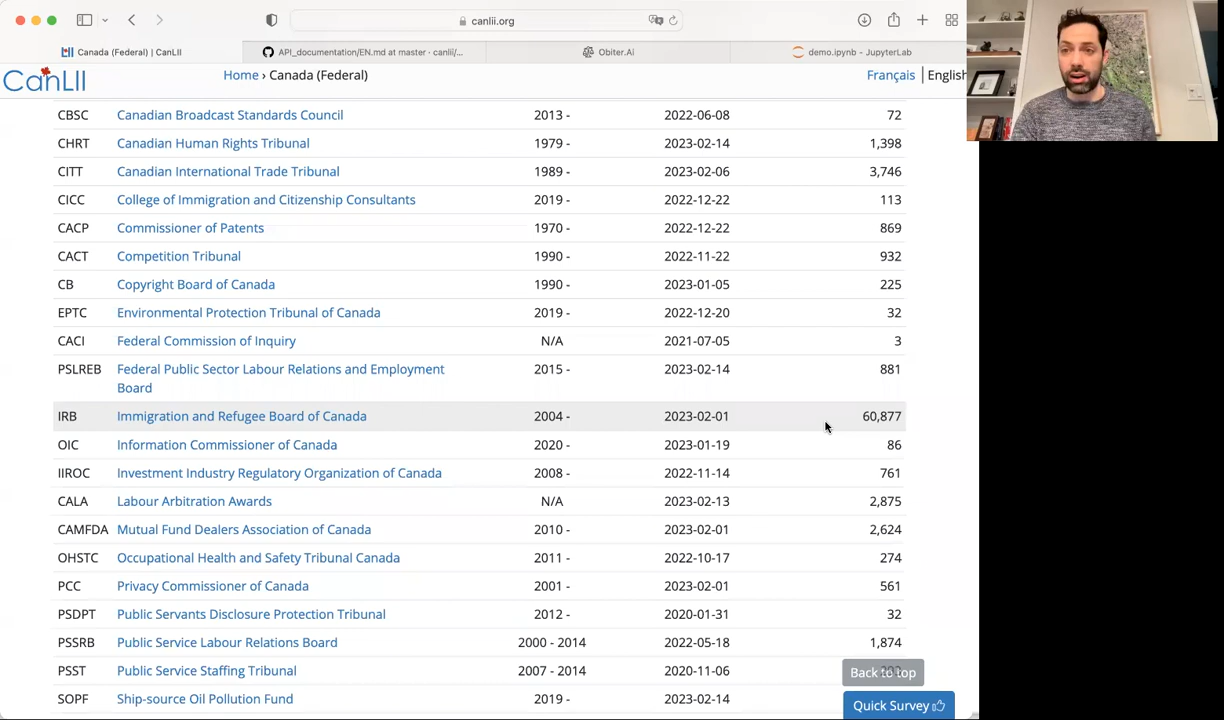 canlii.org
Canada (Federal) | CanLII
API_documentation/EN.md at master · canlii/...
Obiter.Ai
demo.ipynb - JupyterLab
CanLII
Home › Canada (Federal)
Français | English
CBSC Canadian Broadcast Standards Council 2013 - 2022-06-08 72
CHRT Canadian Human Rights Tribunal 1979 - 2023-02-14 1,398
CITT Canadian International Trade Tribunal 1989 - 2023-02-06 3,746
CICC College of Immigration and Citizenship Consultants 2019 - 2022-12-22 113
CACP Commissioner of Patents 1970 - 2022-12-22 869
CACT Competition Tribunal 1990 - 2022-11-22 932
CB Copyright Board of Canada 1990 - 2023-01-05 225
EPTC Environmental Protection Tribunal of Canada 2019 - 2022-12-20 32
CACI Federal Commission of Inquiry N/A 2021-07-05 3
PSLREB Federal Public Sector Labour Relations and Employment 2015 - 2023-02-14 881
Board
IRB Immigration and Refugee Board of Canada 2004 - 2023-02-01 60,877
OIC Information Commissioner of Canada 2020 - 2023-01-19 86
IIROC Investment Industry Regulatory Organization of Canada 2008 - 2022-11-14 761
CALA Labour Arbitration Awards N/A 2023-02-13 2,875
CAMFDA Mutual Fund Dealers Association of Canada 2010 - 2023-02-01 2,624
OHSTC Occupational Health and Safety Tribunal Canada 2011 - 2022-10-17 274
PCC Privacy Commissioner of Canada 2001 - 2023-02-01 561
PSDPT Public Servants Disclosure Protection Tribunal 2012 - 2020-01-31 32
PSSRB Public Service Labour Relations Board 2000 - 2014 2022-05-18 1,874
PSST Public Service Staffing Tribunal 2007 - 2014 2020-11-06
Back to top
SOPF Ship-source Oil Pollution Fund 2019 - 2023-02-14
Quick Survey